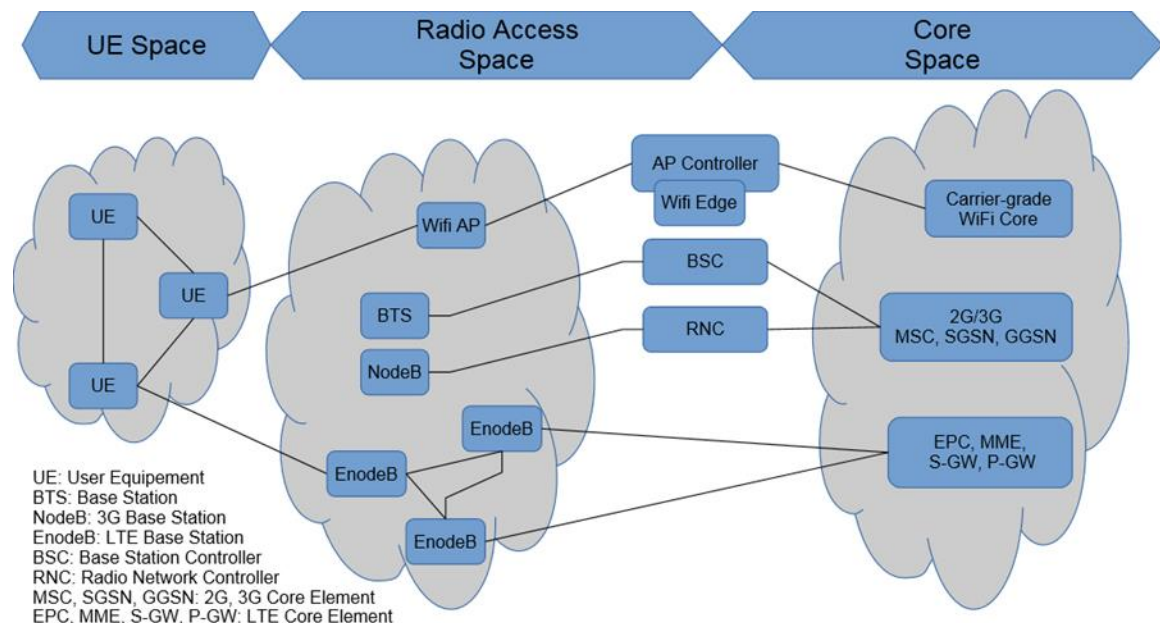 UE Space
Radio Access
Space
Core
Space
UE
UE
UE
Wifi AP
BTS
NodeB
EnodeB
EnodeB
EnodeB
AP Controller
Wifi Edge
BSC
RNC
Carrier-grade
WiFi Core
2G/3G
MSC, SGSN, GGSN
EPC, MME,
S-GW, P-GW
UE: User Equipement
BTS: Base Station
NodeB: 3G Base Station
EnodeB: LTE Base Station
BSC: Base Station Controller
RNC: Radio Network Controller
MSC, SGSN, GGSN: 2G, 3G Core Element
EPC, MME, S-GW, P-GW: LTE Core Element